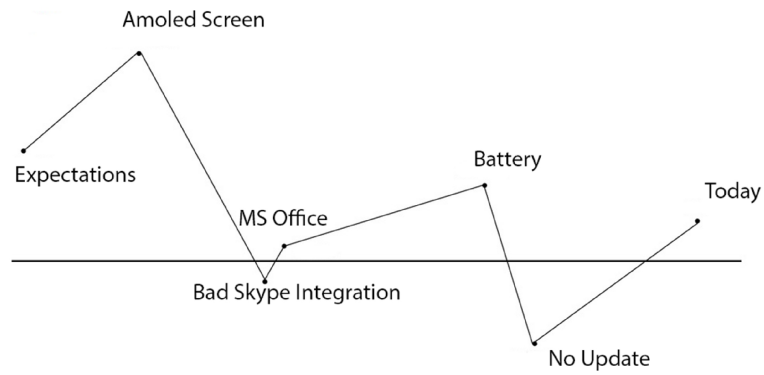 Amoled Screen
Expectations
MS Office
Bad Skype Integration
Battery
Today
No Update